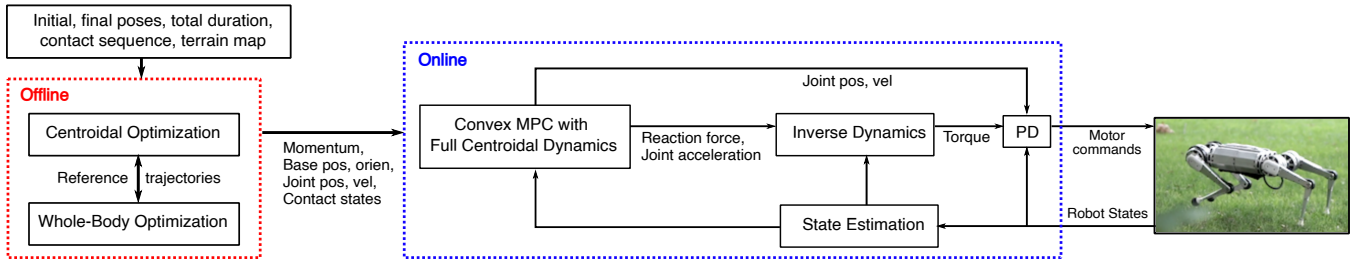 Initial, final poses, total duration,
contact sequence, terrain map
Offline
Centroidal Optimization
Reference trajectories
Whole-Body Optimization
Momentum,
Base pos, orien,
Joint pos, vel,
Contact states
Online
Joint pos, vel
Convex MPC with
Full Centroidal Dynamics
Reaction force,
Joint acceleration
Inverse Dynamics
Torque
PD
Motor
commands
State Estimation
Robot States